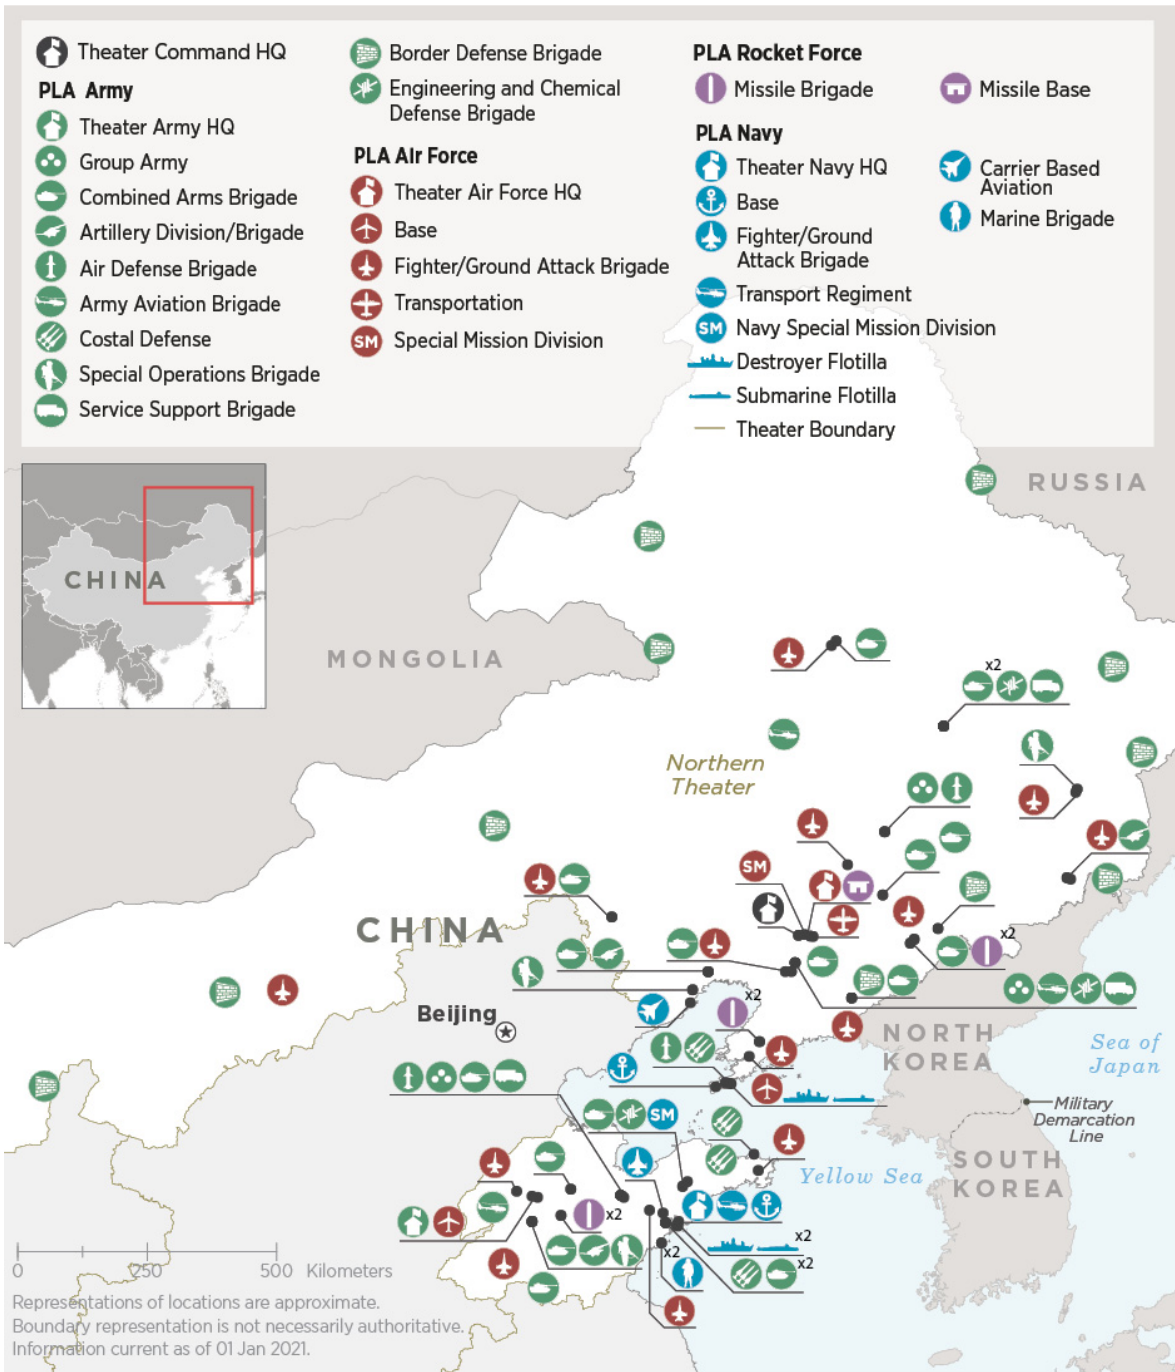 Theater Command HQ
PLA Army
Theater Army HQ
Group Army
Combined Arms Brigade
Artillery Division/Brigade
Air Defense Brigade
Army Aviation Brigade
Costal Defense
Special Operations Brigade
Service Support Brigade
Border Defense Brigade
Engineering and Chemical
Defense Brigade
PLA Air Force
Theater Air Force HQ
Base
Fighter/Ground Attack Brigade
Transportation
SM
Special Mission Division
PLA Rocket Force
Missile Brigade
Missile Base
PLA Navy
Theater Navy HQ
Base
Fighter/Ground
Attack Brigade
Transport Regiment
SM
Navy Special Mission Division
Destroyer Flotilla
Submarine Flotilla
Theater Boundary
Carrier Based
Aviation
Marine Brigade
CHINA
RUSSIA
MONGOLIA
x2
Northern
Theater
SM
CHINA
x2
x2
Beijing
NORTH
KOREA
Sea of
Japan
SM
Military
Demarcation
Line
SOUTH
KOREA
Yellow Sea
x2
x2
x2
x2
0 250 500 Kilometers
Representations of locations are approximate.
Boundary representation is not necessarily authoritative.
Information current as of 01 Jan 2021.